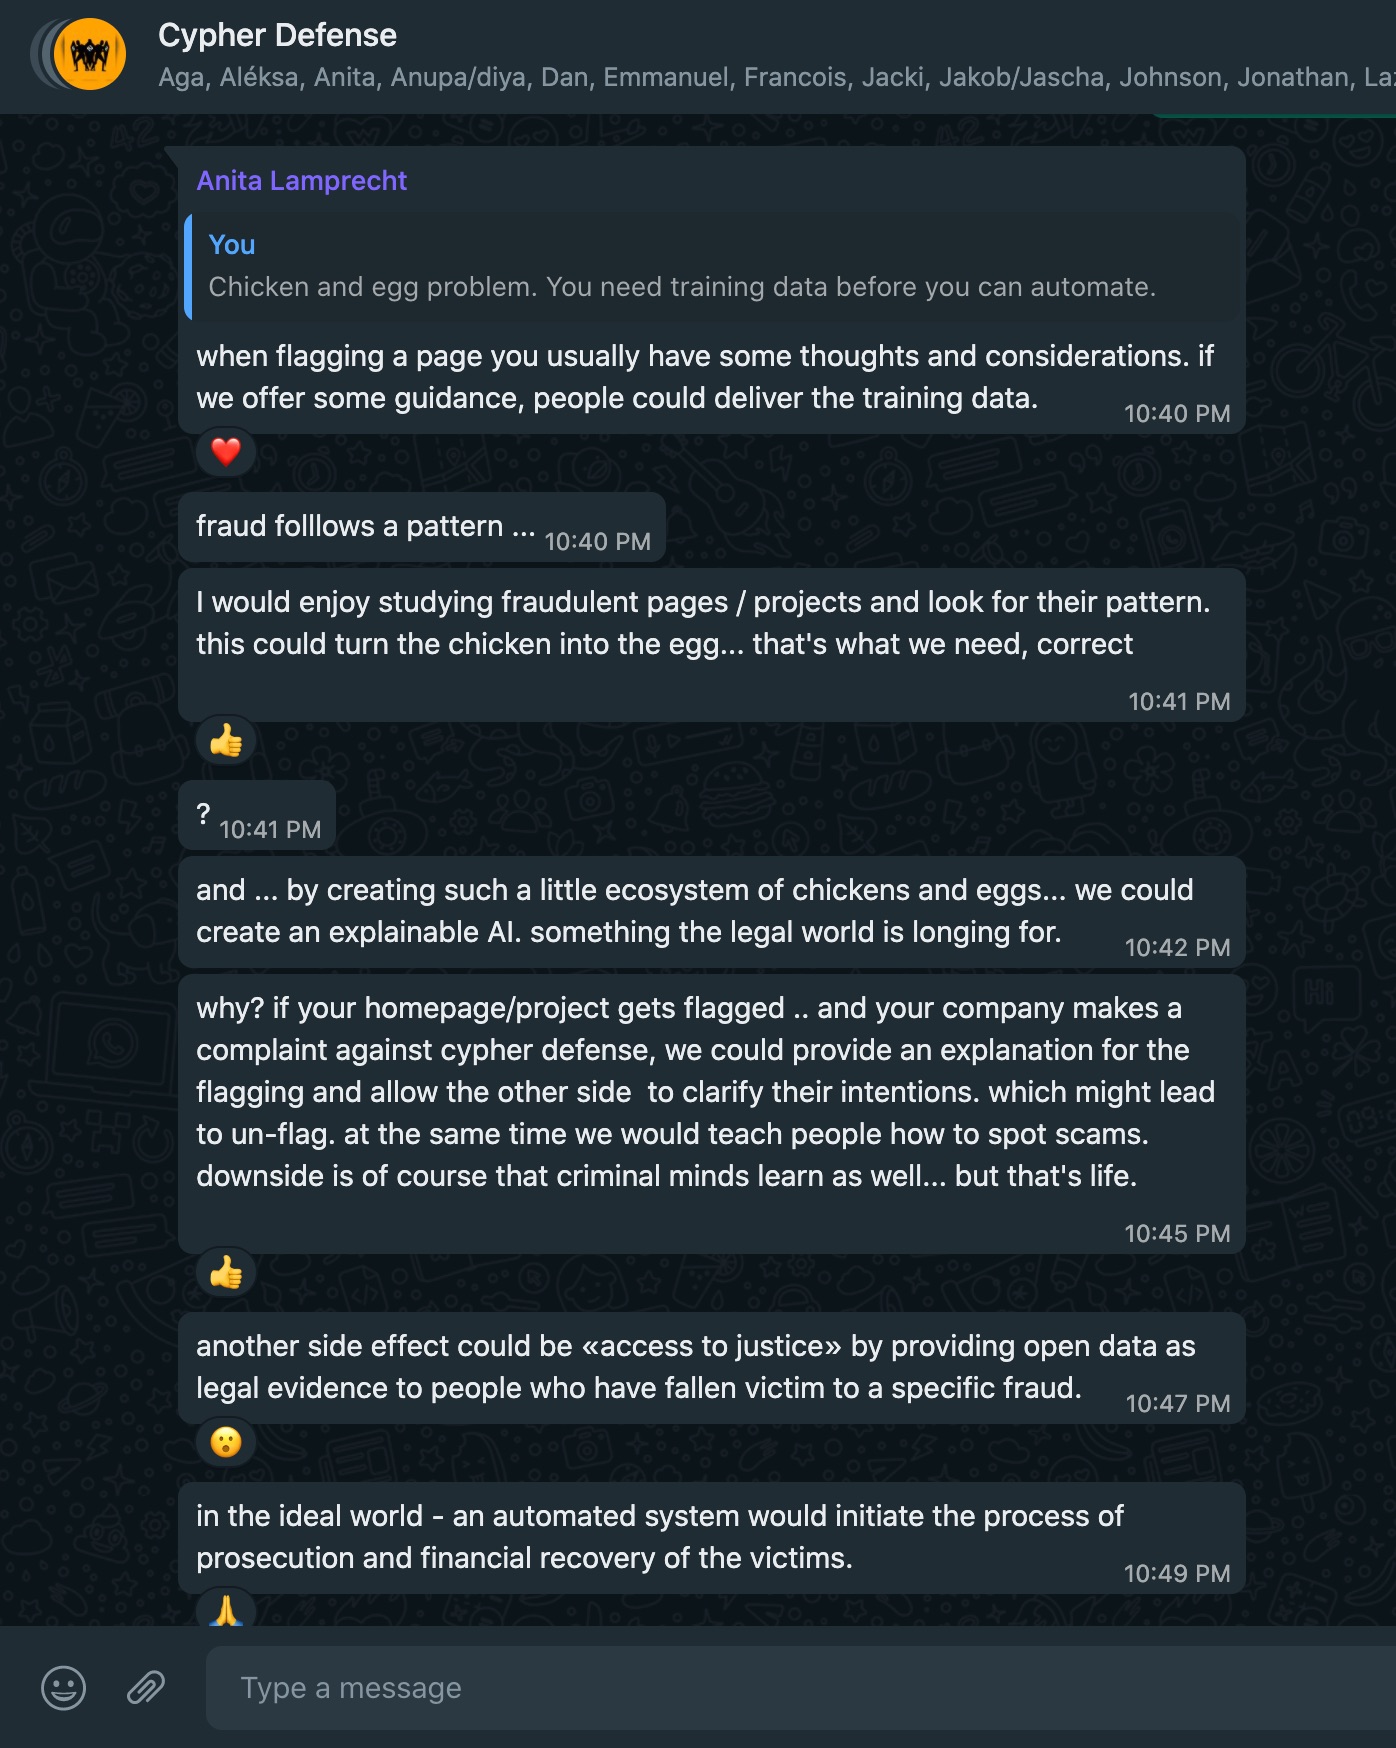 Cypher Defense
Aga, Aléksa, Anita, Anupa/diya, Dan, Emmanuel, Francois, Jacki, Jakob/Jascha, Johnson, Jonathan,
Anita Lamprecht
You
Chicken and egg problem. You need training data before you can automate.
when flagging a page you usually have some thoughts and considerations. if
we offer some guidance, people could deliver the training data.
10:40 PM
fraud folllows a pattern ... 10:40 PM
I would enjoy studying fraudulent pages / projects and look for their pattern.
this could turn the chicken into the egg... that's what we need, correct
10:41 PM
? 10:41 PM
and ... by creating such a little ecosystem of chickens and eggs... we could
create an explainable AI. something the legal world is longing for.
10:42 PM
why? if your homepage/project gets flagged .. and your company makes a
complaint against cypher defense, we could provide an explanation for the
flagging and allow the other side  to clarify their intentions. which might lead
to un-flag. at the same time we would teach people how to spot scams.
downside is of course that criminal minds learn as well... but that's life.
10:45 PM
another side effect could be «access to justice» by providing open data as
legal evidence to people who have fallen victim to a specific fraud.
10:47 PM
in the ideal world - an automated system would initiate the process of
prosecution and financial recovery of the victims.
10:49 PM
Type a message